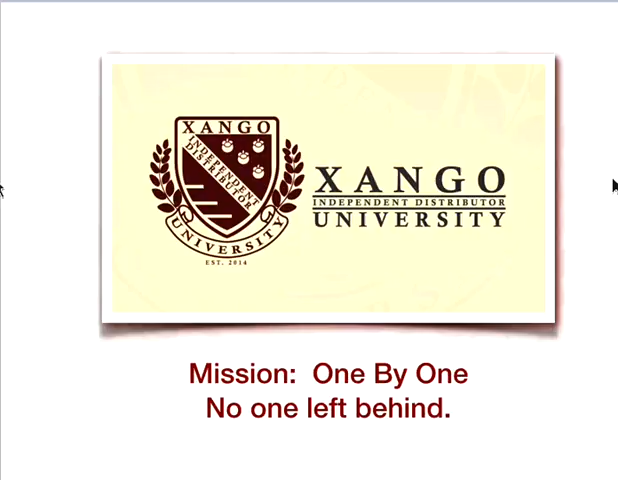 XANGO
INDEPENDENT
DISTRIBUTOR
UNIVERSITY
EST. 2014
XANGO
INDEPENDENT DISTRIBUTOR
UNIVERSITY
Mission:  One By One
No one left behind.